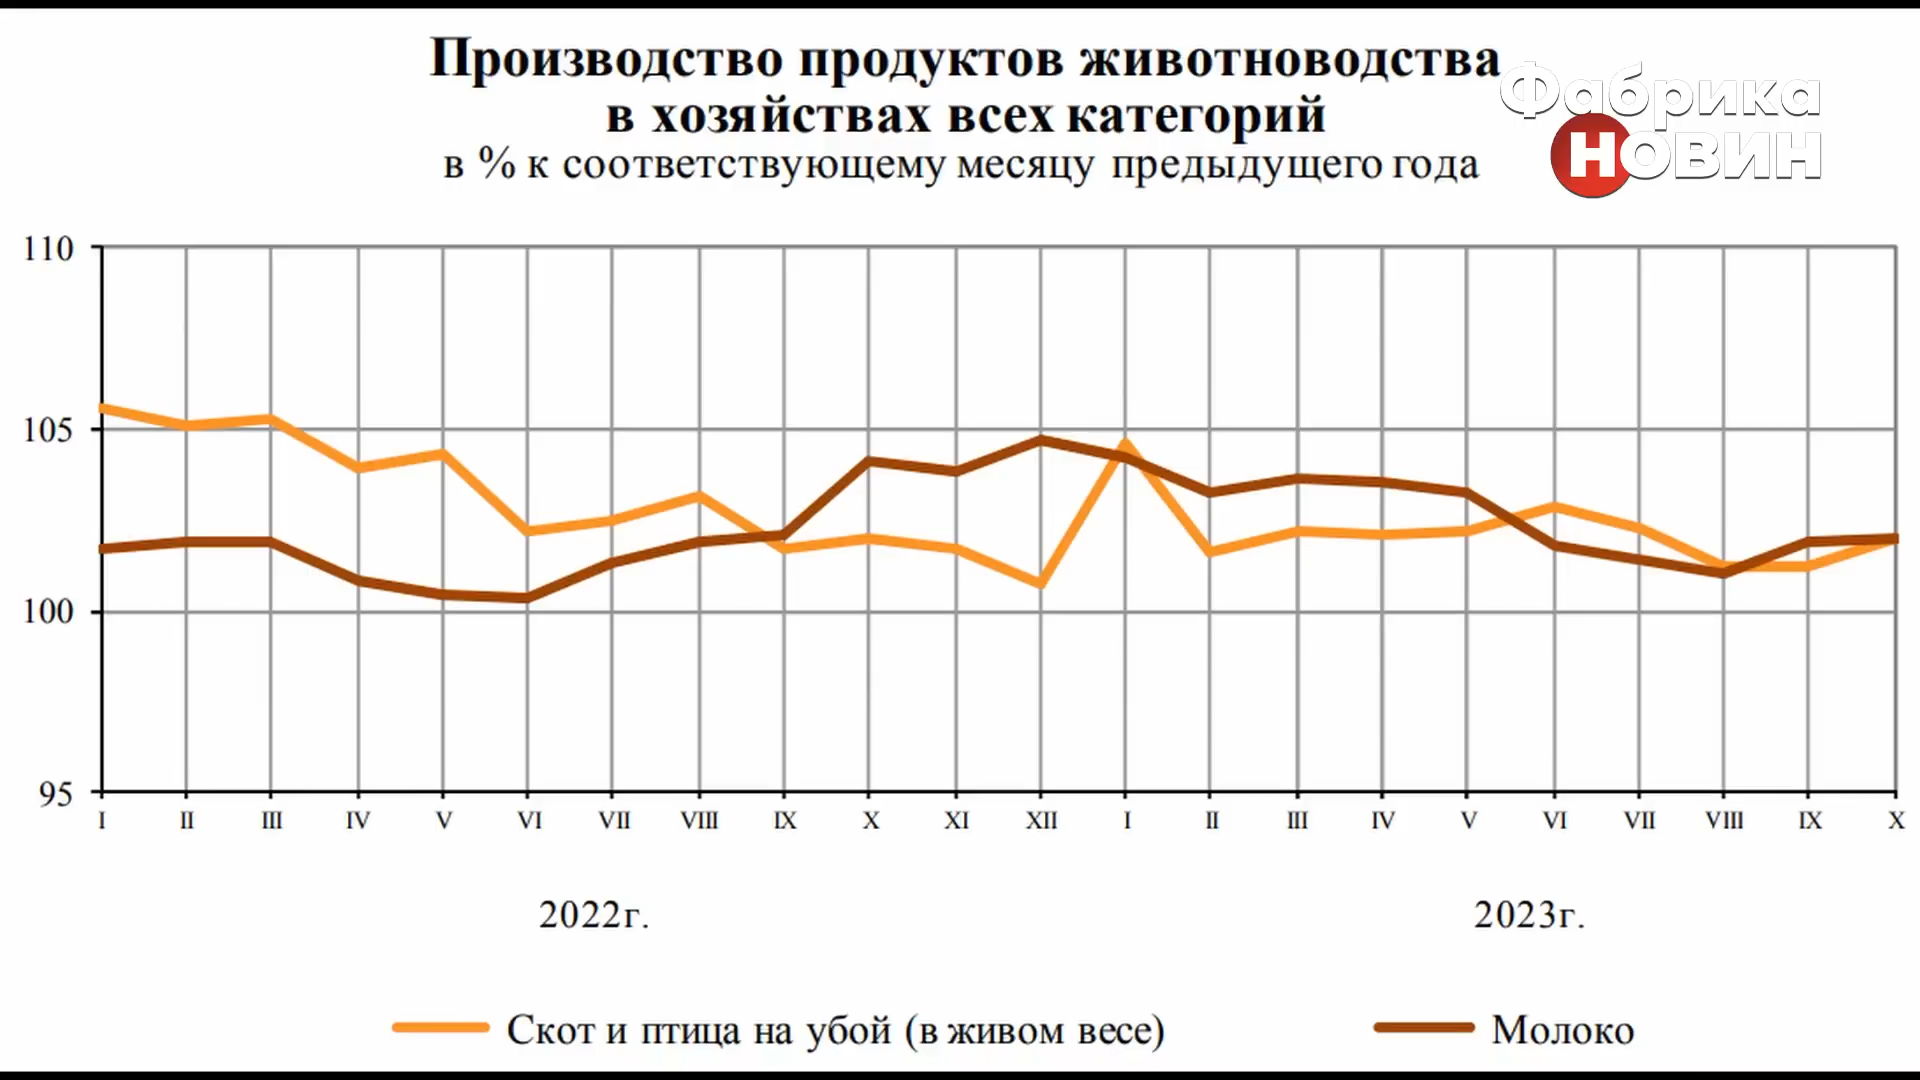 Производство продуктов животноводства
в хозяйствах всех категорий
в % к соответствующему месяцу предыдущего года
Фабрика
новин
110
105
100
95
I II III IV V VI VII VIII IX X XI XII I II III IV V VI VII VIII IX X
2022г. 2023г.
Скот и птица на убой (в живом весе) Молоко